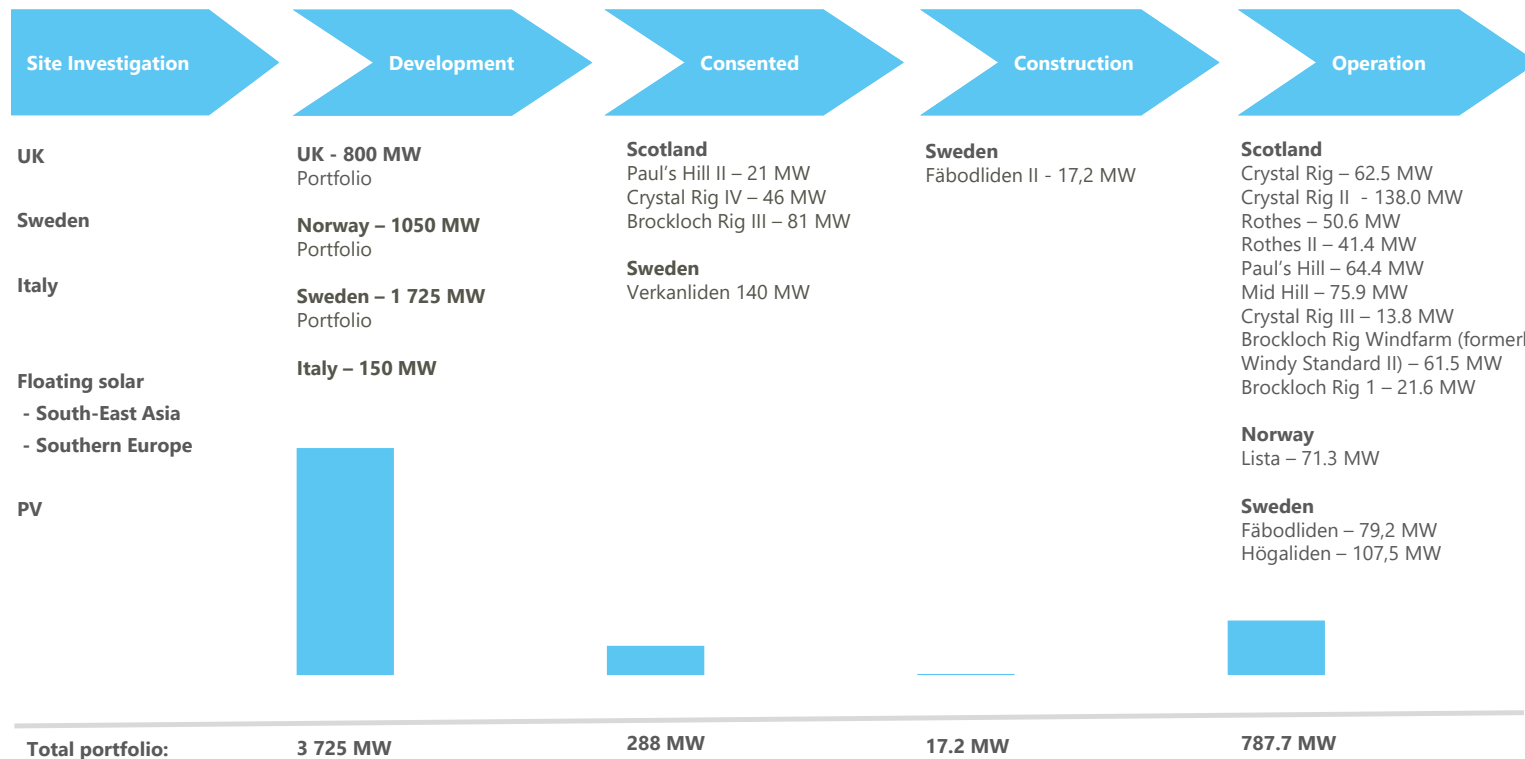 Site Investigation
Development
Consented
Construction
Operation
UK
Sweden
Italy
Floating solar
- South-East Asia
- Southern Europe
PV
UK - 800 MW
Portfolio
Norway – 1050 MW
Portfolio
Sweden – 1 725 MW
Portfolio
Italy – 150 MW
Scotland
Paul's Hill II – 21 MW
Crystal Rig IV – 46 MW
Brockloch Rig III – 81 MW
Sweden
Verkanliden 140 MW
Sweden
Fäbodliden II - 17,2 MW
Scotland
Crystal Rig – 62.5 MW
Crystal Rig II - 138.0 MW
Rothes – 50.6 MW
Rothes II – 41.4 MW
Paul's Hill – 64.4 MW
Mid Hill – 75.9 MW
Crystal Rig III – 13.8 MW
Brockloch Rig Windfarm
Windy Standard II) – 61.5 MW
Brockloch Rig 1 – 21.6 MW
Norway
Lista – 71.3 MW
Sweden
Fäbodliden – 79,2 MW
Högaliden – 107,5 MW
Total portfolio:
3 725 MW
288 MW
17.2 MW
787.7 MW